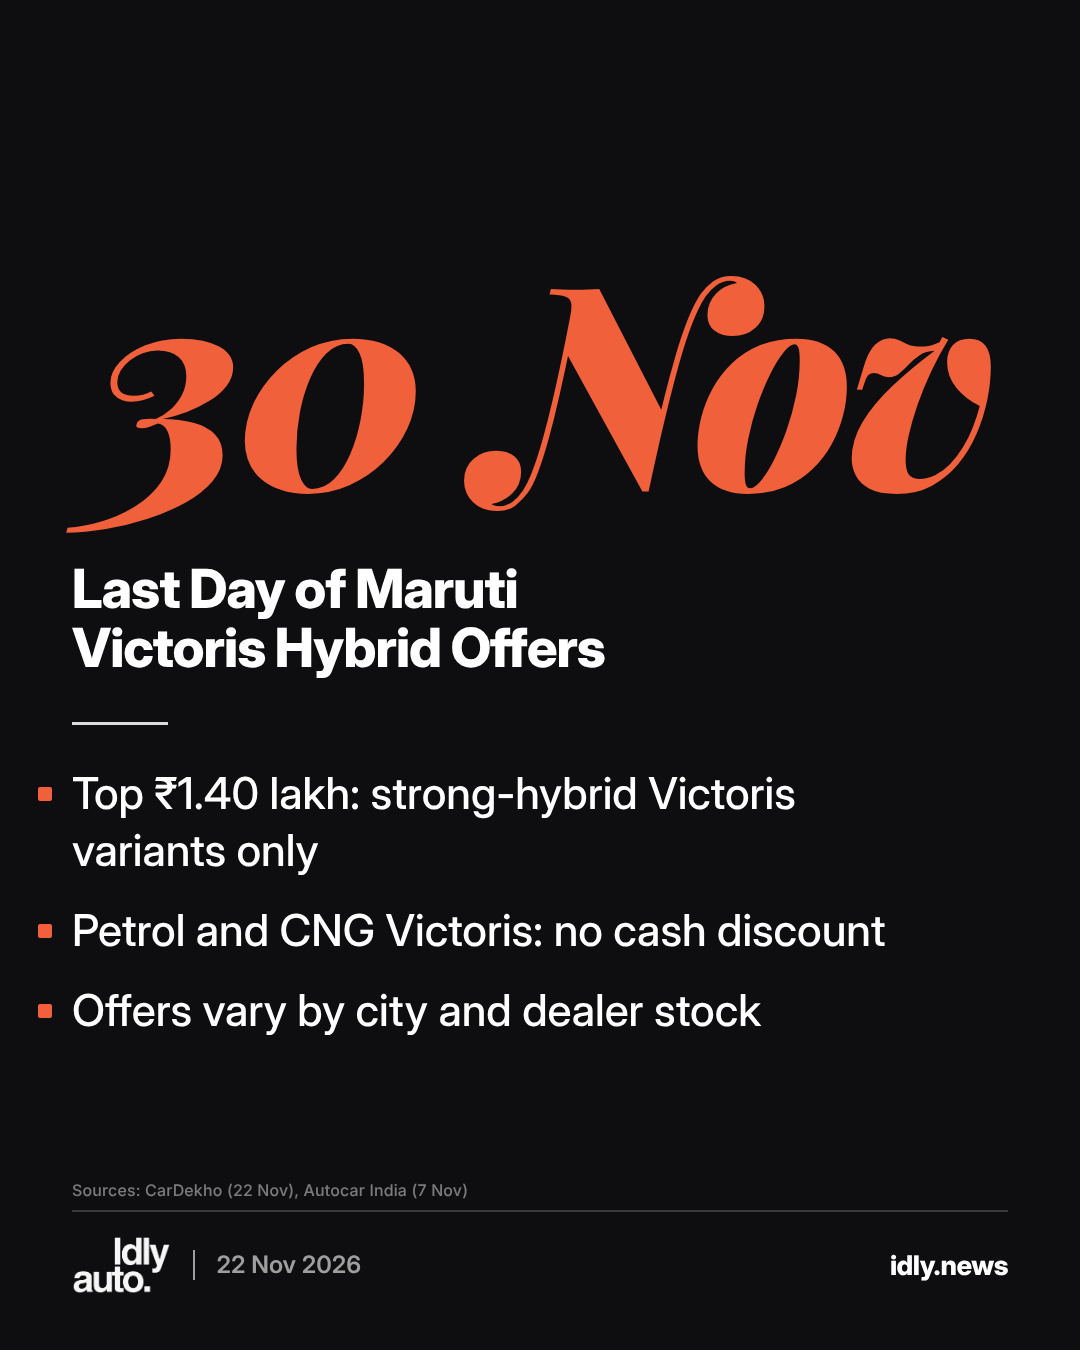 30 Nov
Last Day of Maruti
Victoris Hybrid Offers
Top ₹1.40 lakh: strong-hybrid Victoris
variants only
Petrol and CNG Victoris: no cash discount
Offers vary by city and dealer stock
Sources: CarDekho (22 Nov), Autocar India (7 Nov)
Idly
auto.
22 Nov 2026
idly.news